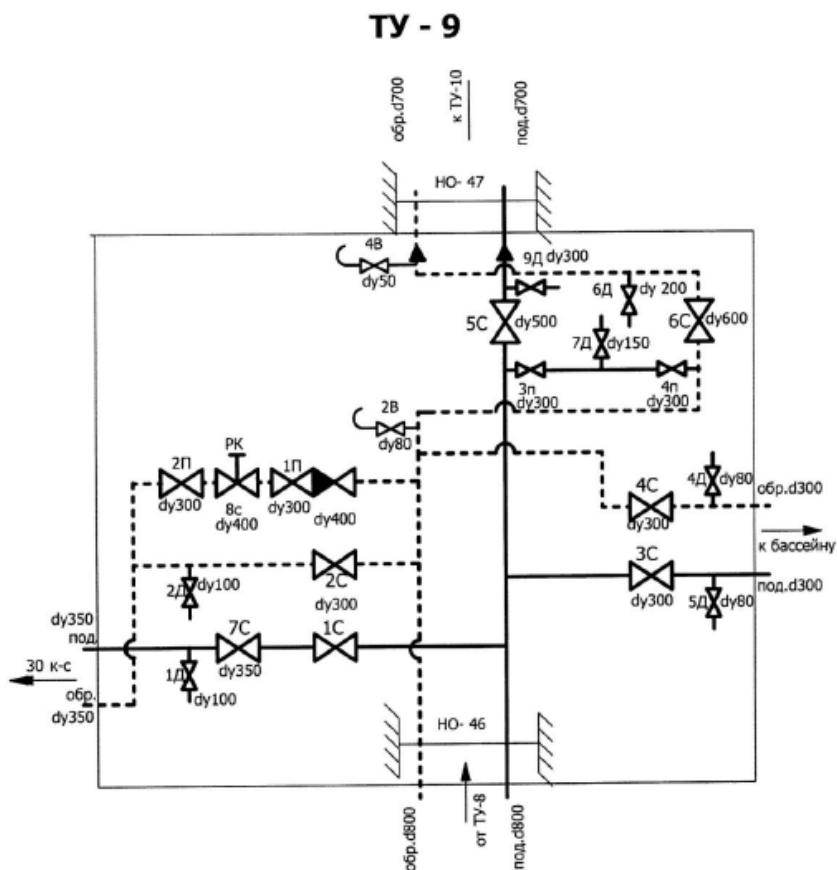 ТУ - 9
обр.d700
к ТУ-10
под.d700
НО- 47
4В
dy50
9Д
dy300
6Д
dy 200
5С
dy500
6С
dy600
7Д
dy150
3п
dy300
4п
dy300
2В
dy80
РК
2П
1П
dy300
8с
dy400
dy300
dy400
4С
dy300
4Д
dy80
обр.d300
к бассейну
3С
dy300
5Д
dy80
под.d300
2Д
dy100
2С
dy300
dy350
под.
7С
dy350
1С
30 к-с
обр.
dy350
1Д
dy100
НО- 46
обр.d800
от ТУ-8
под.d800